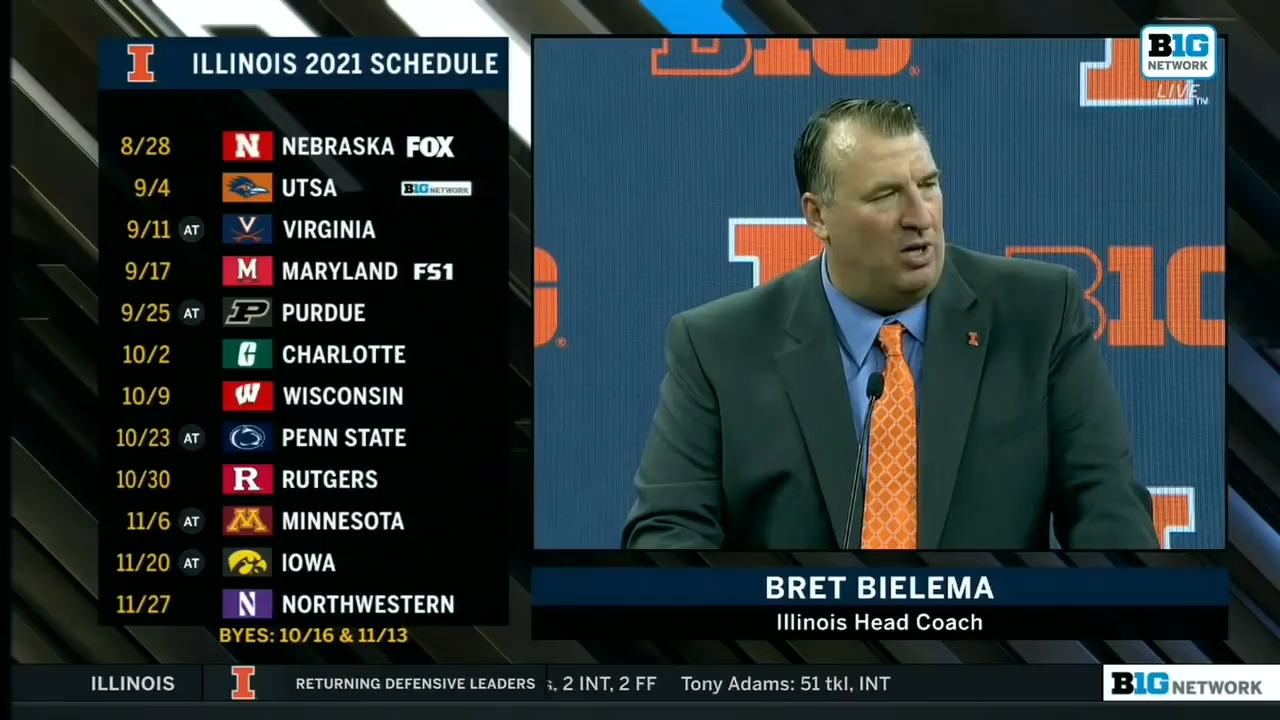 ILLINOIS 2021 SCHEDULE
8/28 N NEBRASKA FOX
9/4 UTSA B1G NETWORK
9/11 AT V VIRGINIA
9/17 M MARYLAND FS1
9/25 AT P PURDUE
10/2 C CHARLOTTE
10/9 W WISCONSIN
10/23 AT PENN STATE
10/30 R RUTGERS
11/6 AT M MINNESOTA
11/20 AT IOWA
11/27 N NORTHWESTERN
BYES: 10/16 & 11/13
B1G
NETWORK
LIVE
TM
B1G
I
B1G
BRET BIELEMA
Illinois Head Coach
ILLINOIS I RETURNING DEFENSIVE LEADERS 2 INT, 2 FF Tony Adams: 51 tkl, INT
B1G NETWORK